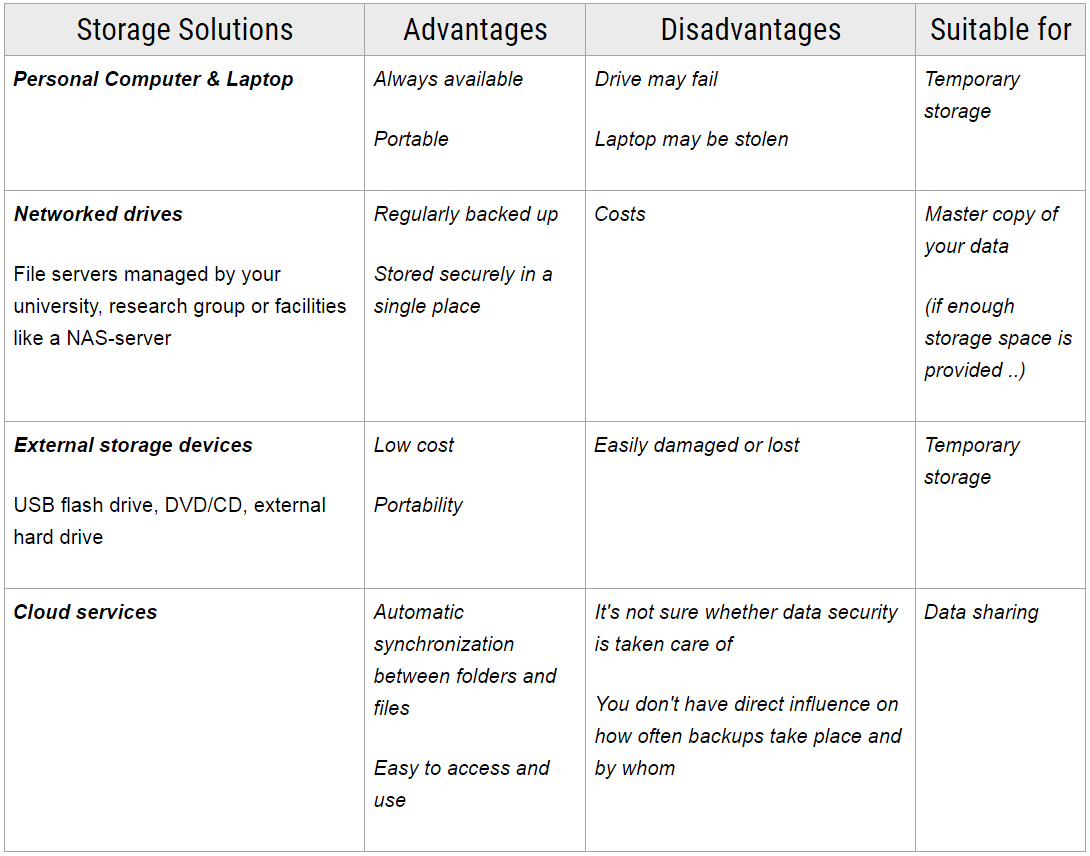 Storage Solutions
Advantages
Disadvantages
Suitable for
Personal Computer & Laptop
Always available
Portable
Drive may fail
Laptop may be stolen
Temporary
storage
Networked drives
File servers managed by your
university, research group or facilities
like a NAS-server
Regularly backed up
Stored securely in a
single place
Costs
Master copy of
your data
(if enough
storage space is
provided ..)
External storage devices
USB flash drive, DVD/CD, external
hard drive
Low cost
Portability
Easily damaged or lost
Temporary
storage
Cloud services
Automatic
synchronization
between folders and
files
Easy to access and
use
It's not sure whether data security
is taken care of
You don't have direct influence on
how often backups take place and
by whom
Data sharing